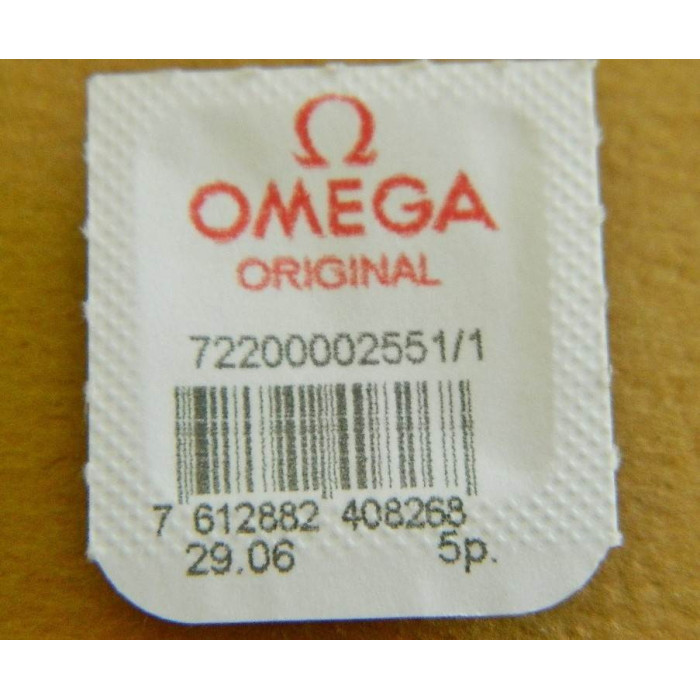 Ω
OMEGA
ORIGINAL
72200002551/1
7 612882 408268
29.06 5p.